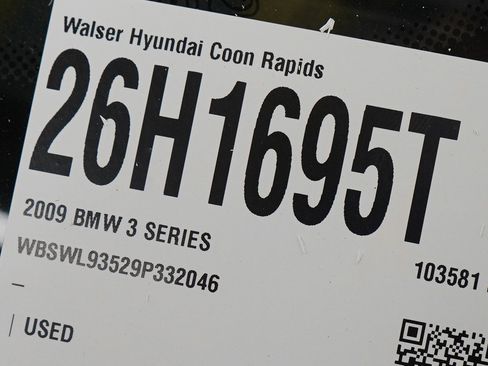 Walser Hyundai Coon Rapids
26H1695T
2009 BMW 3 SERIES
WBSWL93529P332046
103581
–
| USED